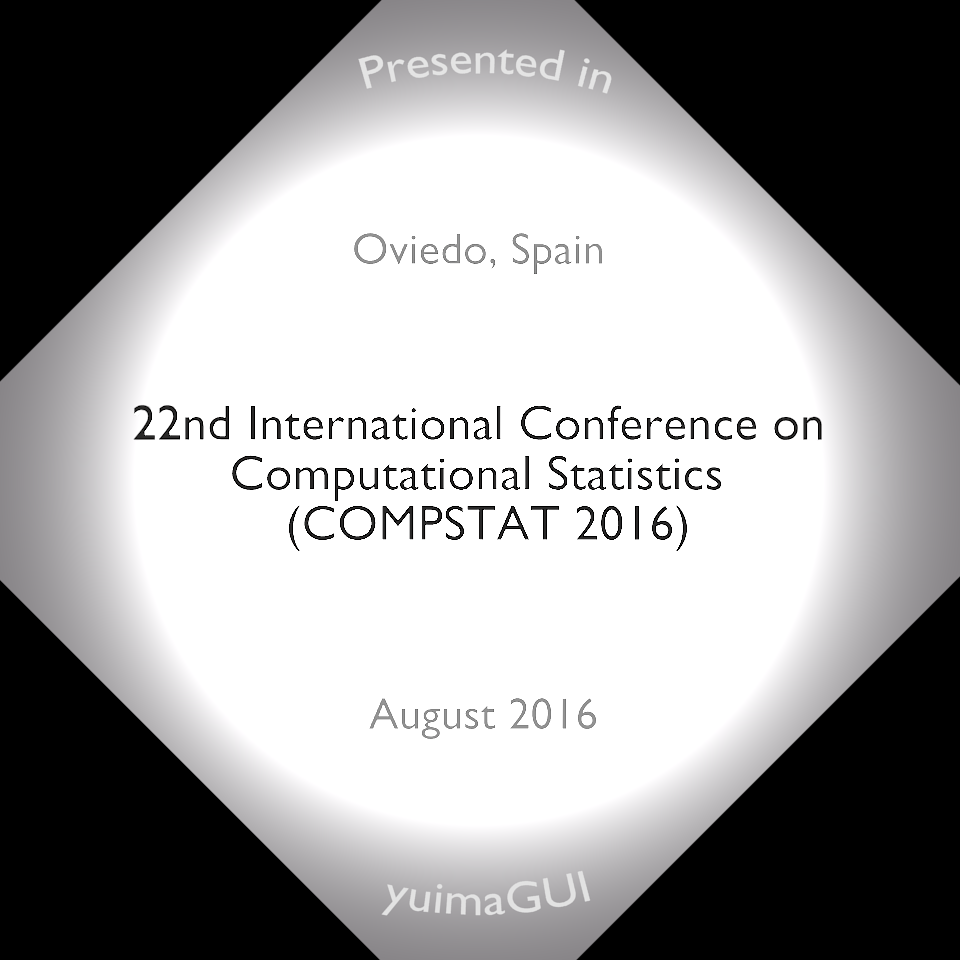 Presented in
Oviedo, Spain
22nd International Conference on
Computational Statistics
(COMPSTAT 2016)
August 2016
yuimaGUI